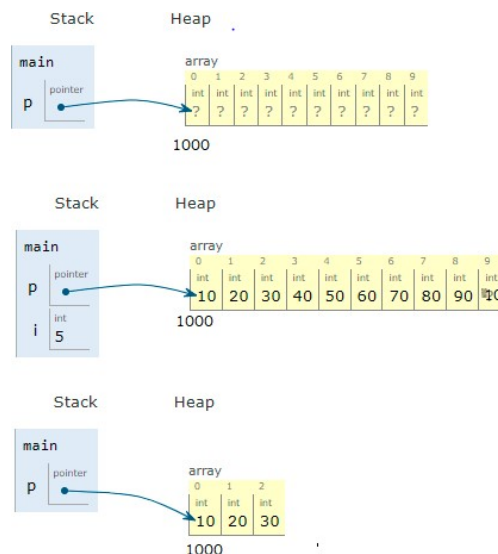 Stack Heap
main
array
0 1 2 3 4 5 6 7 8 9
pointer
int int int int int int int int int int
p
? ? ? ? ? ? ? ? ? ?
1000
Stack Heap
main
array
0 1 2 3 4 5 6 7 8 9
pointer
int int int int int int int int int int
p
10 20 30 40 50 60 70 80 90
int
i 5
1000
Stack Heap
main
array
0 1 2
pointer
int int int
p
10 20 30
1000